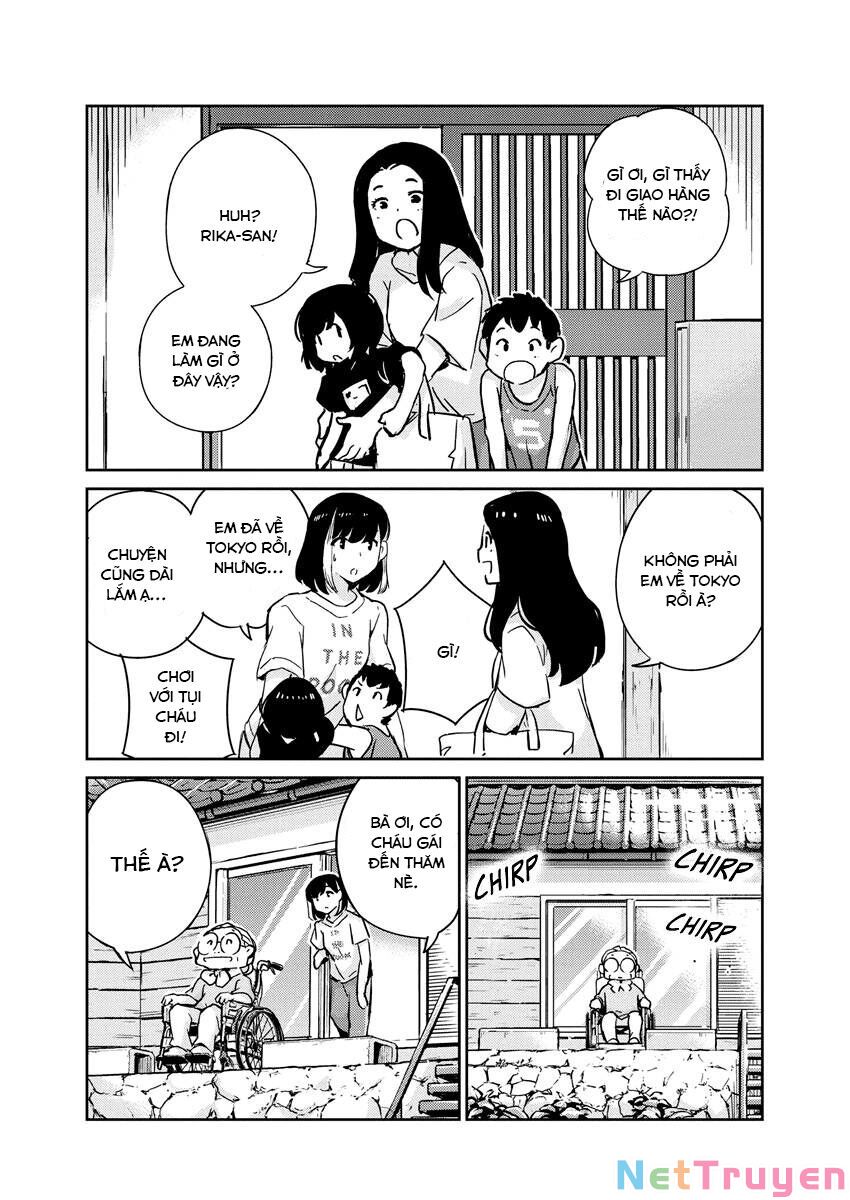 GÌ ƠI, GÌ THẤY
ĐI GIAO HÀNG
THẾ NÀO?!
HUH?
RIKA-SAN!
EM ĐANG
LÀM GÌ Ở
ĐÂY VẬY?
S
KHÔNG PHẢI
EM VỀ TOKYO
RỒI À?
EM ĐÃ VỀ
TOKYO RỒI,
NHƯNG...
CHUYỆN
CŨNG DÀI
LẮM Ạ...
GÌ!
CHƠI
VỚI TỤI
CHÁU
ĐI!
IN
THE
CHIRP
CHIRP
CHIRP
BÀ ƠI, CÓ
CHÁU GÁI
ĐẾN THĂM
NÈ.
THẾ À?
NetTruyen